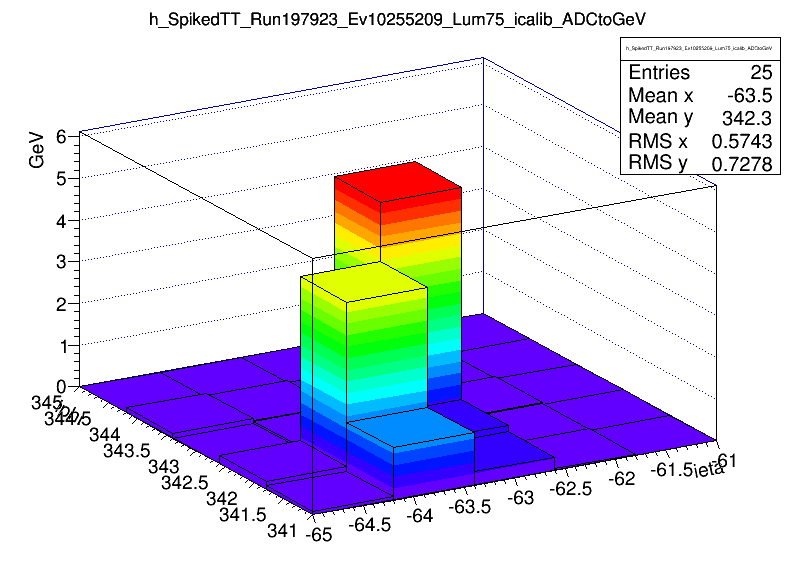 h_SpikedTT_Run197923_Ev10255209_Lum75_icalib_ADCtoGeV
h_SpikedTT_Run197923_Ev10255209_Lum75_icalib_ADCtoGeV
Entries 25
Mean x -63.5
Mean y 342.3
RMS x 0.5743
RMS y 0.7278
GeV
6
5
4
3
2
1
0
345
344.5
344
343.5
343
342.5
342
341.5
341
-65
-64.5
-64
-63.5
-63
-62.5
-62
-61.5
-61
ieta